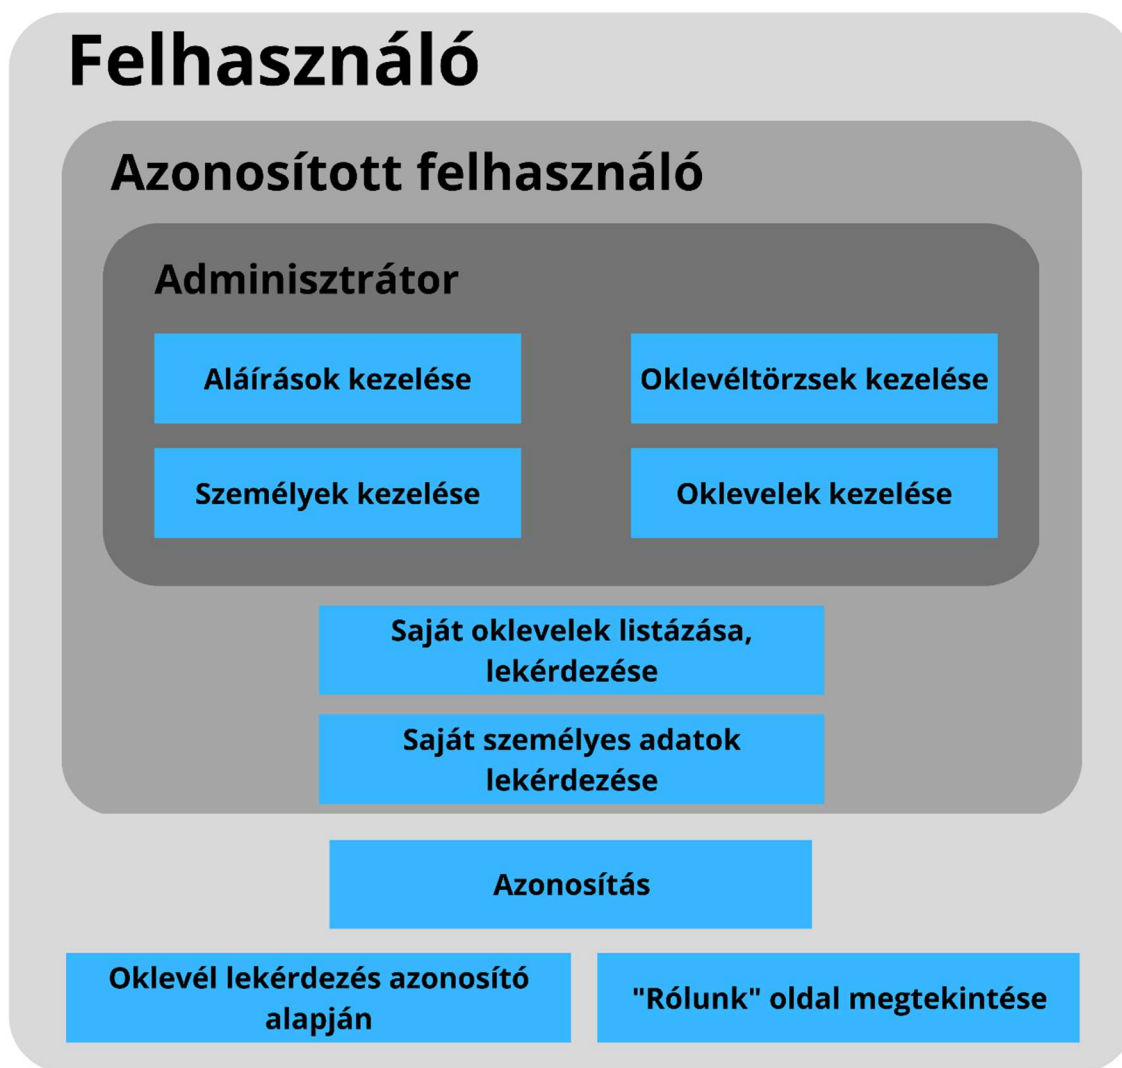 Felhasználó
Azonosított felhasználó
Adminisztrátor
Aláírások kezelése
Oklevéltörzsek kezelése
Személyek kezelése
Oklevelek kezelése
Saját oklevelek listázása,
lekérdezése
Saját személyes adatok
lekérdezése
Azonosítás
Oklevél lekérdezés azonosító
alapján
"Rólunk" oldal megtekintése